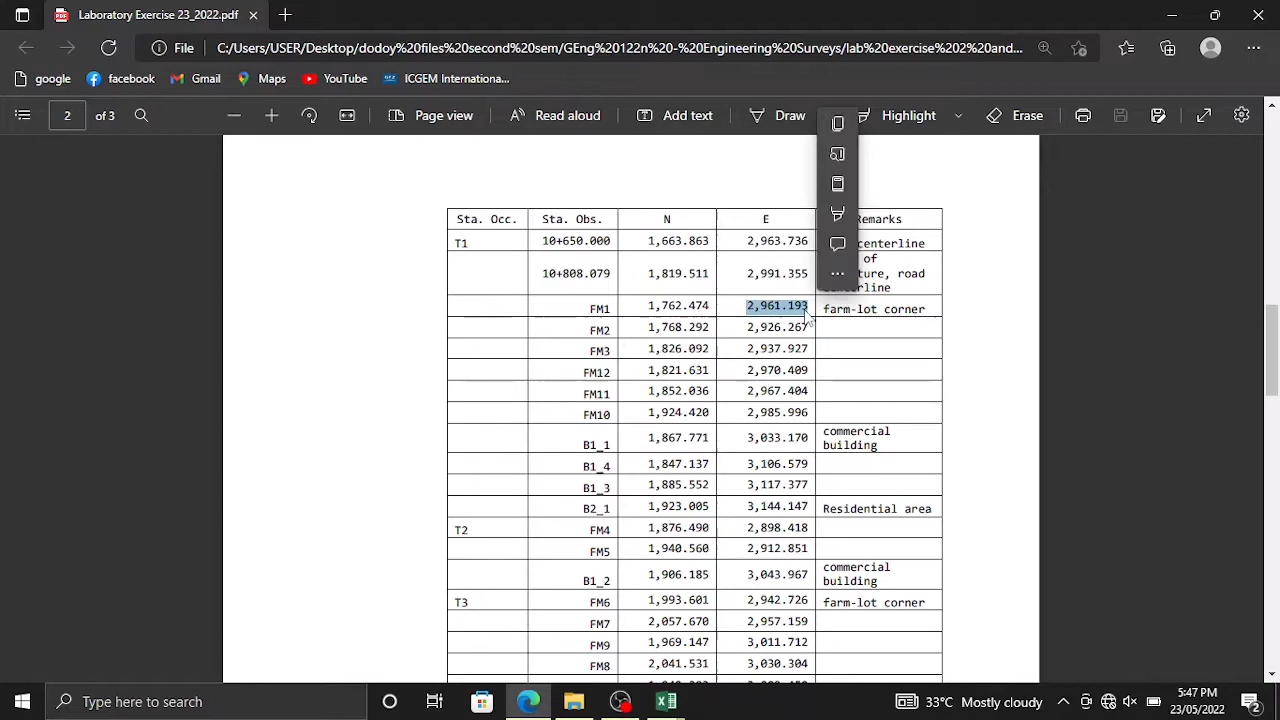 Laboratory Exercise 23_2022.pdf
File C:/Users/USER/Desktop/dodoy%20files%20second%20sem/GEng%20122n%20-%20Engineering%20Surveys/lab%20exercise%202%20and...
google facebook Gmail Maps YouTube ICGEM Internationa...
2 of 3 Page view Read aloud Add text Draw Highlight Erase
Sta. Occ. Sta. Obs. N E Remarks
T1 10+650.000 1,663.863 2,963.736 centerline
of
10+808.079 1,819.511 2,991.355 ture, road
FM1 1,762.474 2,961.193 farm-lot corner
FM2 1,768.292 2,926.267
FM3 1,826.092 2,937.927
FM12 1,821.631 2,970.409
FM11 1,852.036 2,967.404
FM10 1,924.420 2,985.996
commercial
B1_1 1,867.771 3,033.170 building
B1_4 1,847.137 3,106.579
B1_3 1,885.552 3,117.377
B2_1 1,923.005 3,144.147 Residential area
T2 FM4 1,876.490 2,898.418
FM5 1,940.560 2,912.851
commercial
B1_2 1,906.185 3,043.967 building
T3 FM6 1,993.601 2,942.726 farm-lot corner
FM7 2,057.670 2,957.159
FM9 1,969.147 3,011.712
FM8 2,041.531 3,030.304
Type here to search 33°C Mostly cloudy 5:47 PM
23/05/2022
2